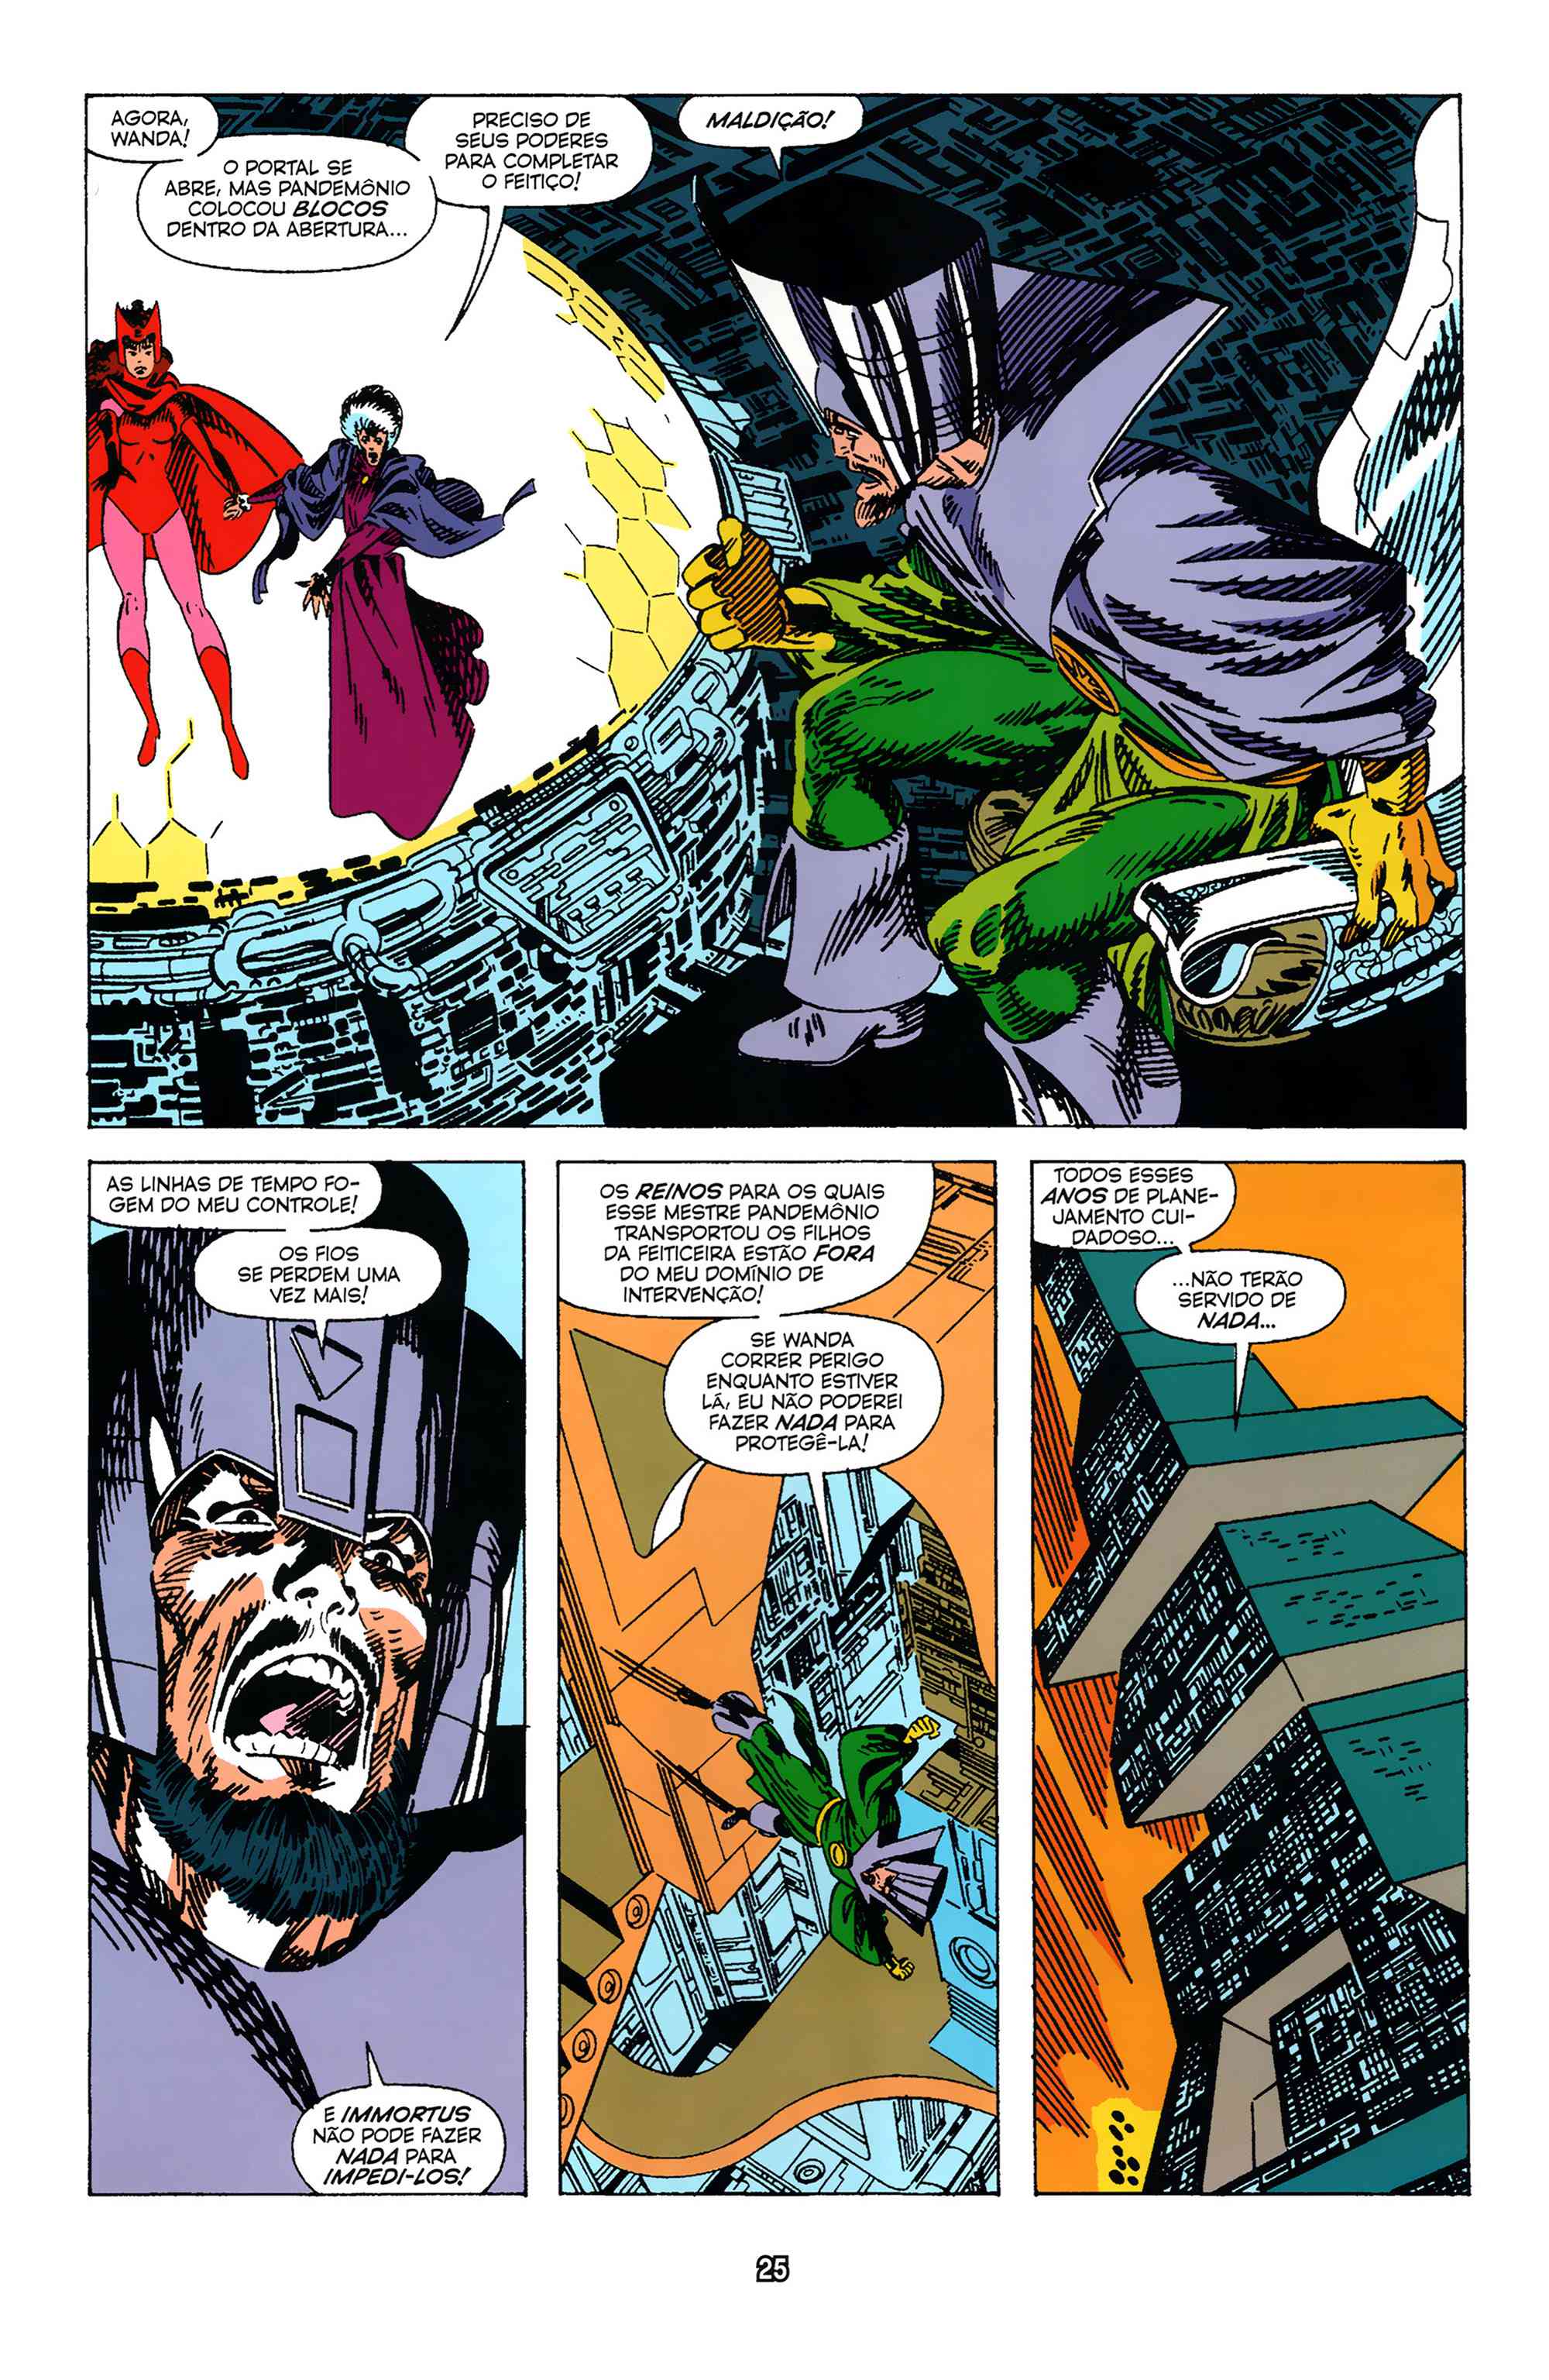 AGORA,
WANDA!
O PORTAL SE
ABRE, MAS PANDEMÔNIO
COLOCOU BLOCOS
DENTRO DA ABERTURA...
PRECISO DE
SEUS PODERES
PARA COMPLETAR
O FEITIÇO!
MALDIÇÃO!
AS LINHAS DE TEMPO FO-
GEM DO MEU CONTROLE!
OS FIOS
SE PERDEM UMA
VEZ MAIS!
E IMMORTUS
NÃO PODE FAZER
NADA PARA
IMPEDI-LOS!
OS REINOS PARA OS QUAIS
ESSE MESTRE PANDEMÔNIO
TRANSPORTOU OS FILHOS
DA FEITICEIRA ESTÃO FORA
DO MEU DOMÍNIO DE
INTERVENÇÃO!
SE WANDA
CORRER PERIGO
ENQUANTO ESTIVER
LÁ, EU NÃO PODEREI
FAZER NADA PARA
PROTEGÊ-LA!
TODOS ESSES
ANOS DE PLANE-
JAMENTO CUI-
DADOSO...
...NÃO TERÃO
SERVIDO DE
NADA...
25